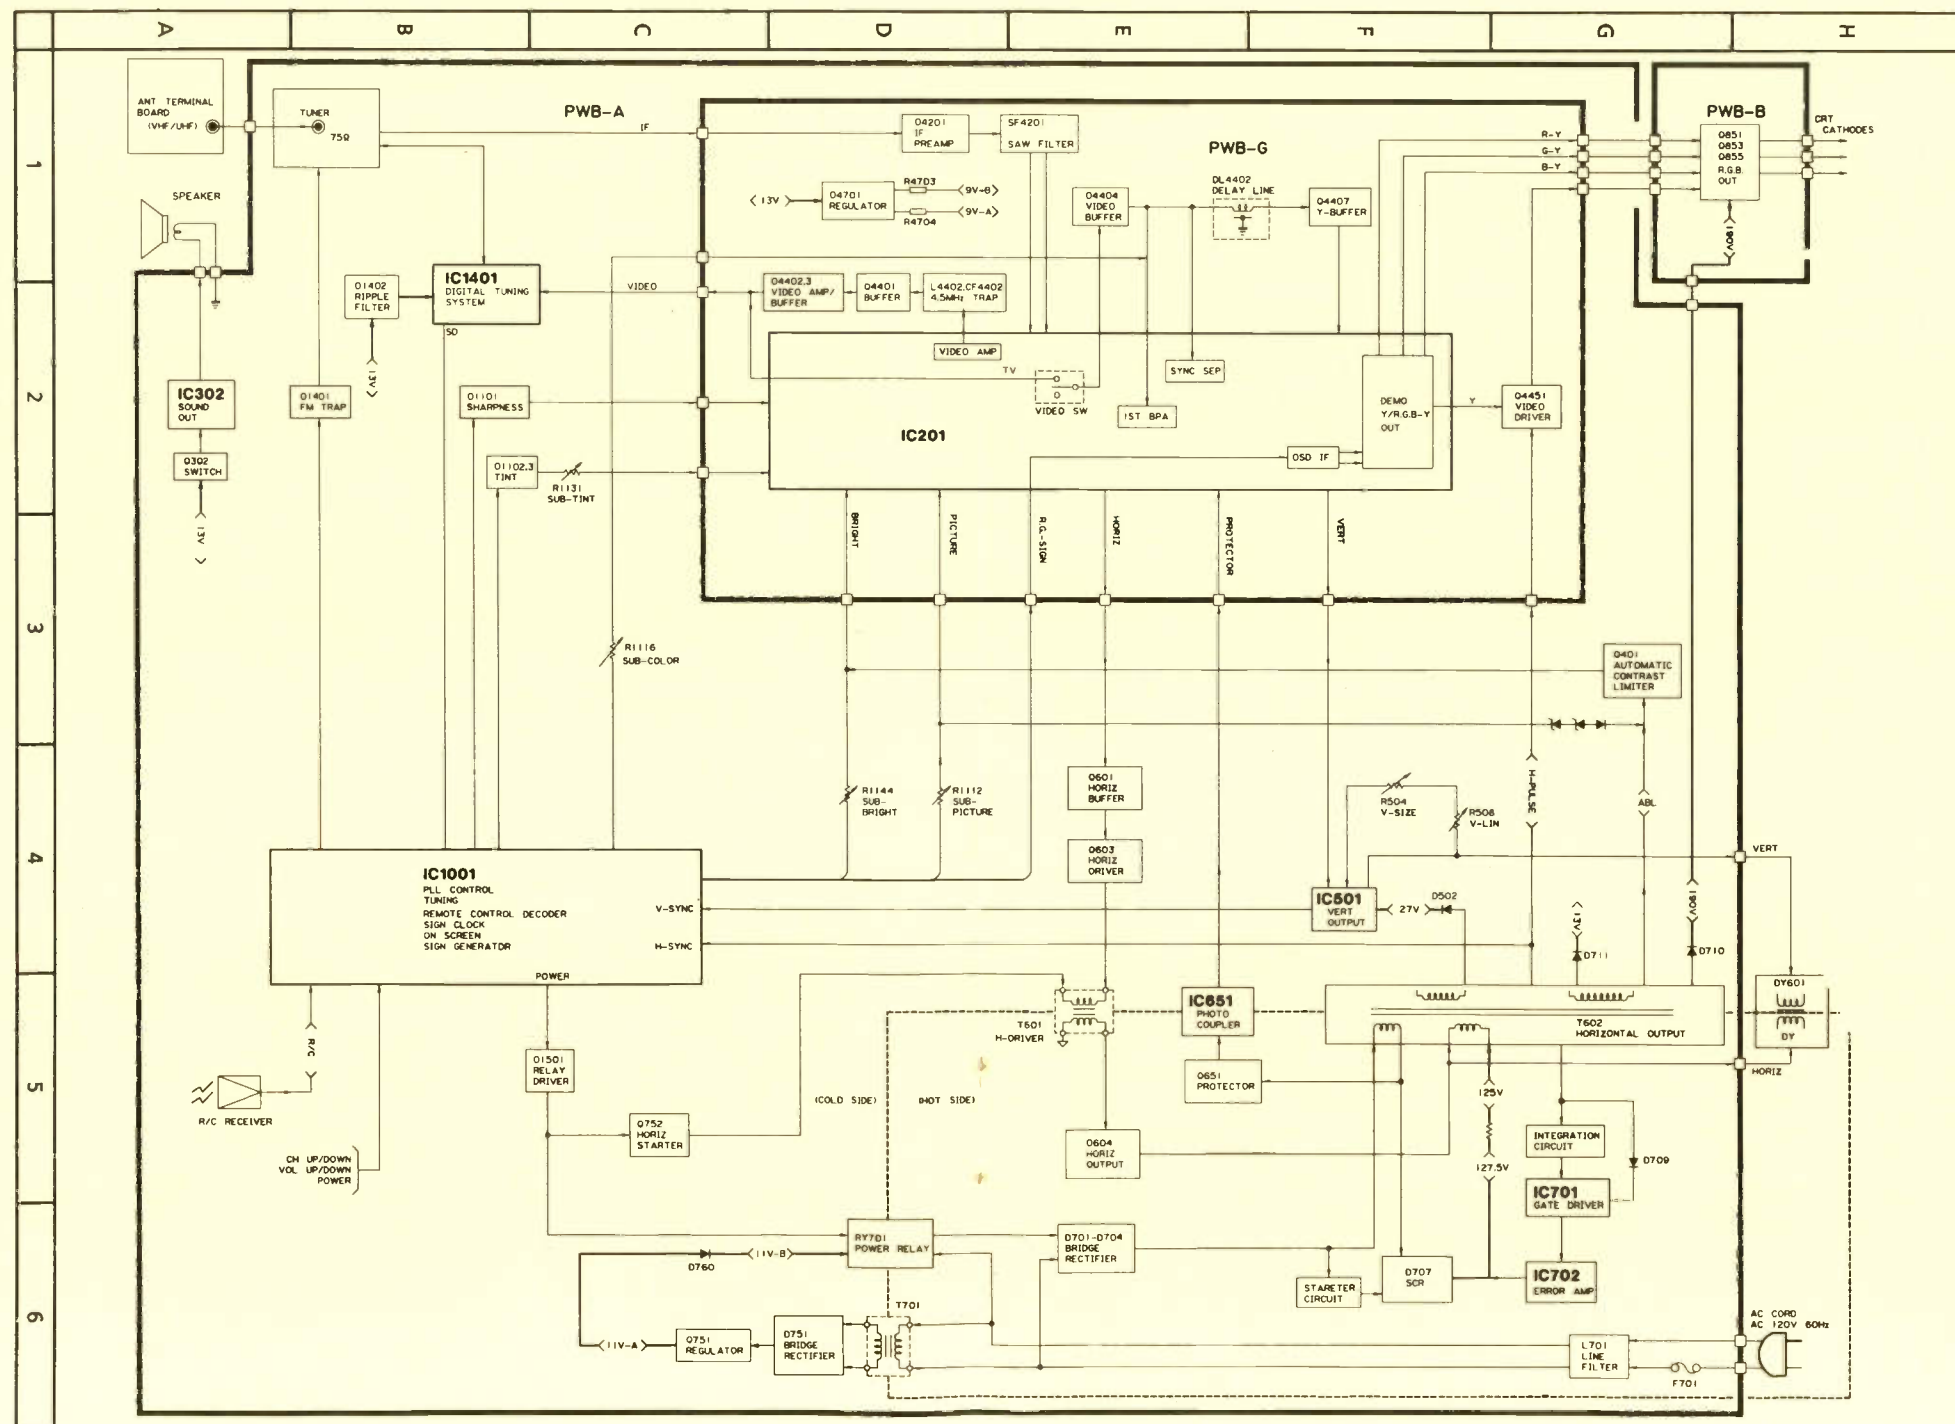 A B C D E F G H
1
2
3
4
5
6
ANT TERMINAL
BOARD
(VHF/UHF)
TUNER
75Ω
PWB-A
IF
Q4201
IF
PREAMP
SF4201
SAW FILTER
PWB-G
R-Y
G-Y
B-Y
PWB-B
Q851
Q853
Q855
R.G.B.
OUT
CRT
CATHODES
SPEAKER
13V
Q4701
REGULATOR
R4703
9V-B
R4704
9V-A
Q4404
VIDEO
BUFFER
DL4402
DELAY LINE
Q4407
Y-BUFFER
190V
IC1401
DIGITAL TUNING
SYSTEM
SD
Q1402
RIPPLE
FILTER
13V
VIDEO
Q4402,3
VIDEO AMP/
BUFFER
Q4401
BUFFER
L4402,CF4402
4.5MHz TRAP
VIDEO AMP
TV
VIDEO SW
SYNC SEP
1ST BPA
IC201
DEMO
Y/R.G.B-Y
OUT
OSD IF
Y
Q4451
VIDEO
DRIVER
IC302
SOUND
OUT
Q302
SWITCH
13V
Q1401
FM TRAP
Q1101
SHARPNESS
Q1102,3
TINT
R1131
SUB-TINT
BRIGHT
PICTURE
R.G.-SIGN
HORIZ
PROTECTOR
VERT
R1116
SUB-COLOR
Q401
AUTOMATIC
CONTRAST
LIMITER
R1144
SUB-
BRIGHT
R1112
SUB-
PICTURE
Q601
HORIZ
BUFFER
Q603
HORIZ
DRIVER
R504
V-SIZE
R508
V-LIN
H-PULSE
ABL
190V
VERT
IC1001
PLL CONTROL
TUNING
REMOTE CONTROL DECODER
SIGN CLOCK
ON SCREEN
SIGN GENERATOR
V-SYNC
H-SYNC
POWER
IC501
VERT
OUTPUT
27V
D502
13V
D711
D710
T601
H-DRIVER
IC651
PHOTO
COUPLER
T602
HORIZONTAL OUTPUT
DY601
DY
HORIZ
R/C
R/C RECEIVER
Q1501
RELAY
DRIVER
(COLD SIDE)
(HOT SIDE)
Q651
PROTECTOR
125V
127.5V
CH UP/DOWN
VOL UP/DOWN
POWER
Q752
HORIZ
STARTER
Q604
HORIZ
OUTPUT
INTEGRATION
CIRCUIT
D709
IC701
GATE DRIVER
RY701
POWER RELAY
D760
11V-B
D701-D704
BRIDGE
RECTIFIER
STARETER
CIRCUIT
D707
SCR
IC702
ERROR AMP
T701
11V-A
Q751
REGULATOR
D751
BRIDGE
RECTIFIER
L701
LINE
FILTER
F701
AC CORD
AC 120V 60Hz